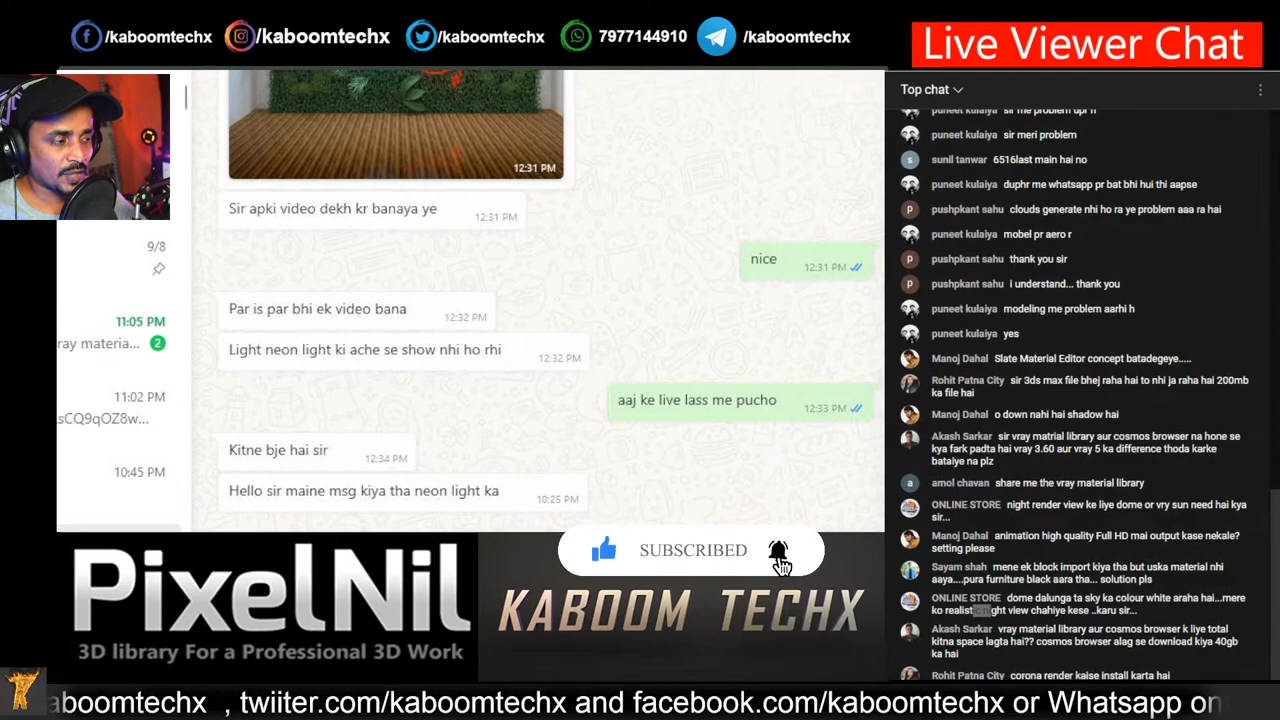 /kaboomtechx
/kaboomtechx
/kaboomtechx
7977144910
/kaboomtechx
Live Viewer Chat
12:31 PM
Sir apki video dekh kr banaya ye
12:31 PM
nice
12:31 PM
Par is par bhi ek video bana
12:32 PM
Light neon light ki ache se show nhi ho rhi
12:32 PM
aaj ke live lass me pucho
12:33 PM
Kitne bje hai sir
12:34 PM
Hello sir maine msg kiya tha neon light ka
10:25 PM
9/8
11:05 PM
ray materia... 2
11:02 PM
sCQ9qOZ8w...
10:45 PM
Top chat
puneet kulaiya sir me problem upr h
puneet kulaiya sir meri problem
s sunil tanwar 6516last main hai no
puneet kulaiya duphr me whatsapp pr bat bhi hui thi aapse
p pushpkant sahu clouds generate nhi ho ra ye problem aaa ra hai
puneet kulaiya mobel pr aero r
p pushpkant sahu thank you sir
p pushpkant sahu i understand... thank you
puneet kulaiya modeling me problem aarhi h
puneet kulaiya yes
Manoj Dahal Slate Material Editor concept batadegeye.....
Rohit Patna City sir 3ds max file bhej raha hai to nhi ja raha hai 200mb
ka file hai
Manoj Dahal o down nahi hai shadow hai
Akash Sarkar sir vray matrial library aur cosmos browser na hone se
kya fark padta hai vray 3.60 aur vray 5 ka difference thoda karke
bataiye na plz
a amol chavan share me the vray material library
ONLINE STORE night render view ke liye dome or vry sun need hai kya
sir...
Manoj Dahal animation high quality Full HD mai output kase nekale?
setting please
Sayam shah mene ek block import kiya tha but uska material nhi
aaya....pura furniture black aara tha... solution pls
ONLINE STORE dome dalunga ta sky ka colour white araha hai...mere
ko realistic night view chahiye kese ..karu sir...
Akash Sarkar vray material library aur cosmos browser k liye total
kitna space lagta hai?? cosmos browser alag se download kiya 40gb
ka hai
Rohit Patna City corona render kaise install karta hai
SUBSCRIBED
PixelNil
3D library For a Professional 3D Work
KABOOM TECHX
aboomtechx , twiiter.com/kaboomtechx and facebook.com/kaboomtechx or Whatsapp on